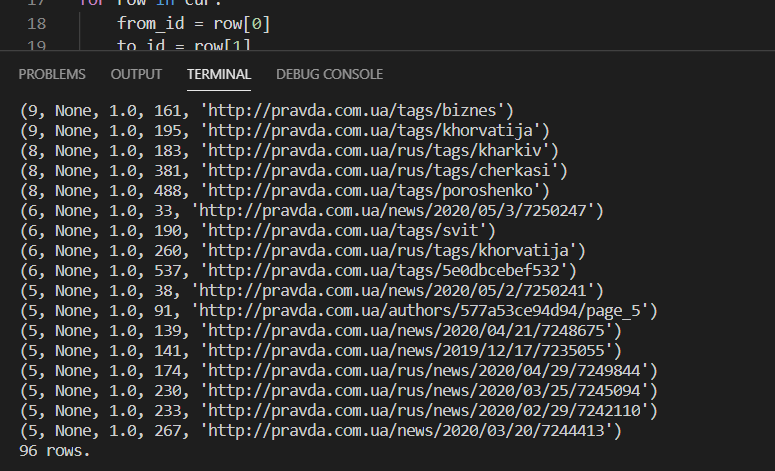 17 for row in cur:
18 from_id = row[0]
19 to_id = row[1]
PROBLEMS OUTPUT TERMINAL DEBUG CONSOLE
(9, None, 1.0, 161, 'http://pravda.com.ua/tags/biznes')
(9, None, 1.0, 195, 'http://pravda.com.ua/tags/khorvatija')
(8, None, 1.0, 183, 'http://pravda.com.ua/rus/tags/kharkiv')
(8, None, 1.0, 381, 'http://pravda.com.ua/rus/tags/cherkasi')
(8, None, 1.0, 488, 'http://pravda.com.ua/tags/poroshenko')
(6, None, 1.0, 33, 'http://pravda.com.ua/news/2020/05/3/7250247')
(6, None, 1.0, 190, 'http://pravda.com.ua/tags/svit')
(6, None, 1.0, 260, 'http://pravda.com.ua/rus/tags/khorvatija')
(6, None, 1.0, 537, 'http://pravda.com.ua/tags/5e0dbcebef532')
(5, None, 1.0, 38, 'http://pravda.com.ua/news/2020/05/2/7250241')
(5, None, 1.0, 91, 'http://pravda.com.ua/authors/577a53ce94d94/page_5')
(5, None, 1.0, 139, 'http://pravda.com.ua/news/2020/04/21/7248675')
(5, None, 1.0, 141, 'http://pravda.com.ua/news/2019/12/17/7235055')
(5, None, 1.0, 174, 'http://pravda.com.ua/rus/news/2020/04/29/7249844')
(5, None, 1.0, 230, 'http://pravda.com.ua/rus/news/2020/03/25/7245094')
(5, None, 1.0, 233, 'http://pravda.com.ua/rus/news/2020/02/29/7242110')
(5, None, 1.0, 267, 'http://pravda.com.ua/news/2020/03/20/7244413')
96 rows.